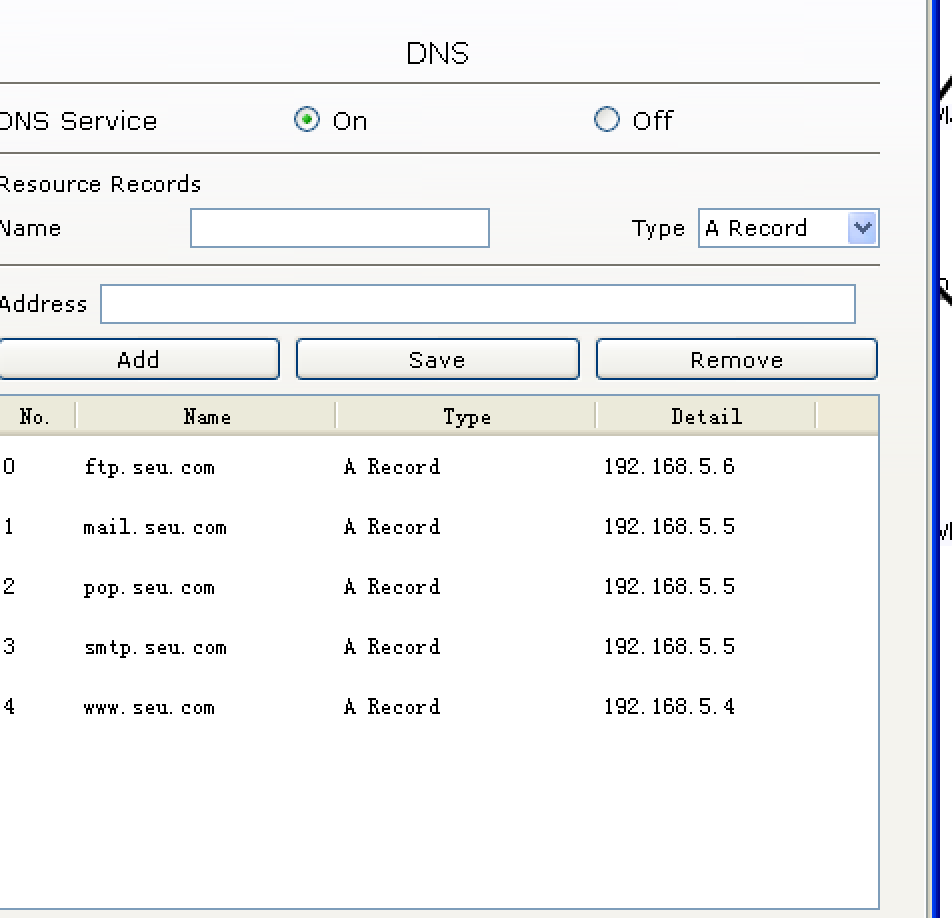 DNS
DNS Service On Off
Resource Records
Name Type A Record
Address
Add Save Remove
No. Name Type Detail
0 ftp.seu.com A Record 192.168.5.6
1 mail.seu.com A Record 192.168.5.5
2 pop.seu.com A Record 192.168.5.5
3 smtp.seu.com A Record 192.168.5.5
4 www.seu.com A Record 192.168.5.4